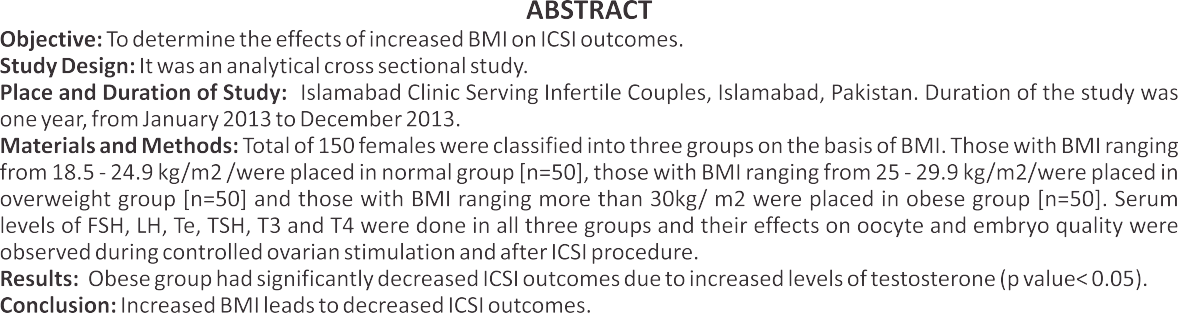 ABSTRACT
Objective: To determine the effects of increased BMI on ICSI outcomes.
Study Design: It was an analytical cross sectional study.
Place and Duration of Study: Islamabad Clinic Serving Infertile Couples, Islamabad, Pakistan. Duration of the study was
one year, from January 2013 to December 2013.
Materials and Methods: Total of 150 females were classified into three groups on the basis of BMI. Those with BMI ranging
from 18.5 - 24.9 kg/m2 /were placed in normal group [n=50], those with BMI ranging from 25 - 29.9 kg/m2/were placed in
overweight group [n=50] and those with BMI ranging more than 30kg/ m2 were placed in obese group [n=50]. Serum
levels of FSH, LH, Te, TSH, T3 and T4 were done in all three groups and their effects on oocyte and embryo quality were
observed during controlled ovarian stimulation and after ICSI procedure.
Results: Obese group had significantly decreased ICSI outcomes due to increased levels of testosterone (p value< 0.05).
Conclusion: Increased BMI leads to decreased ICSI outcomes.